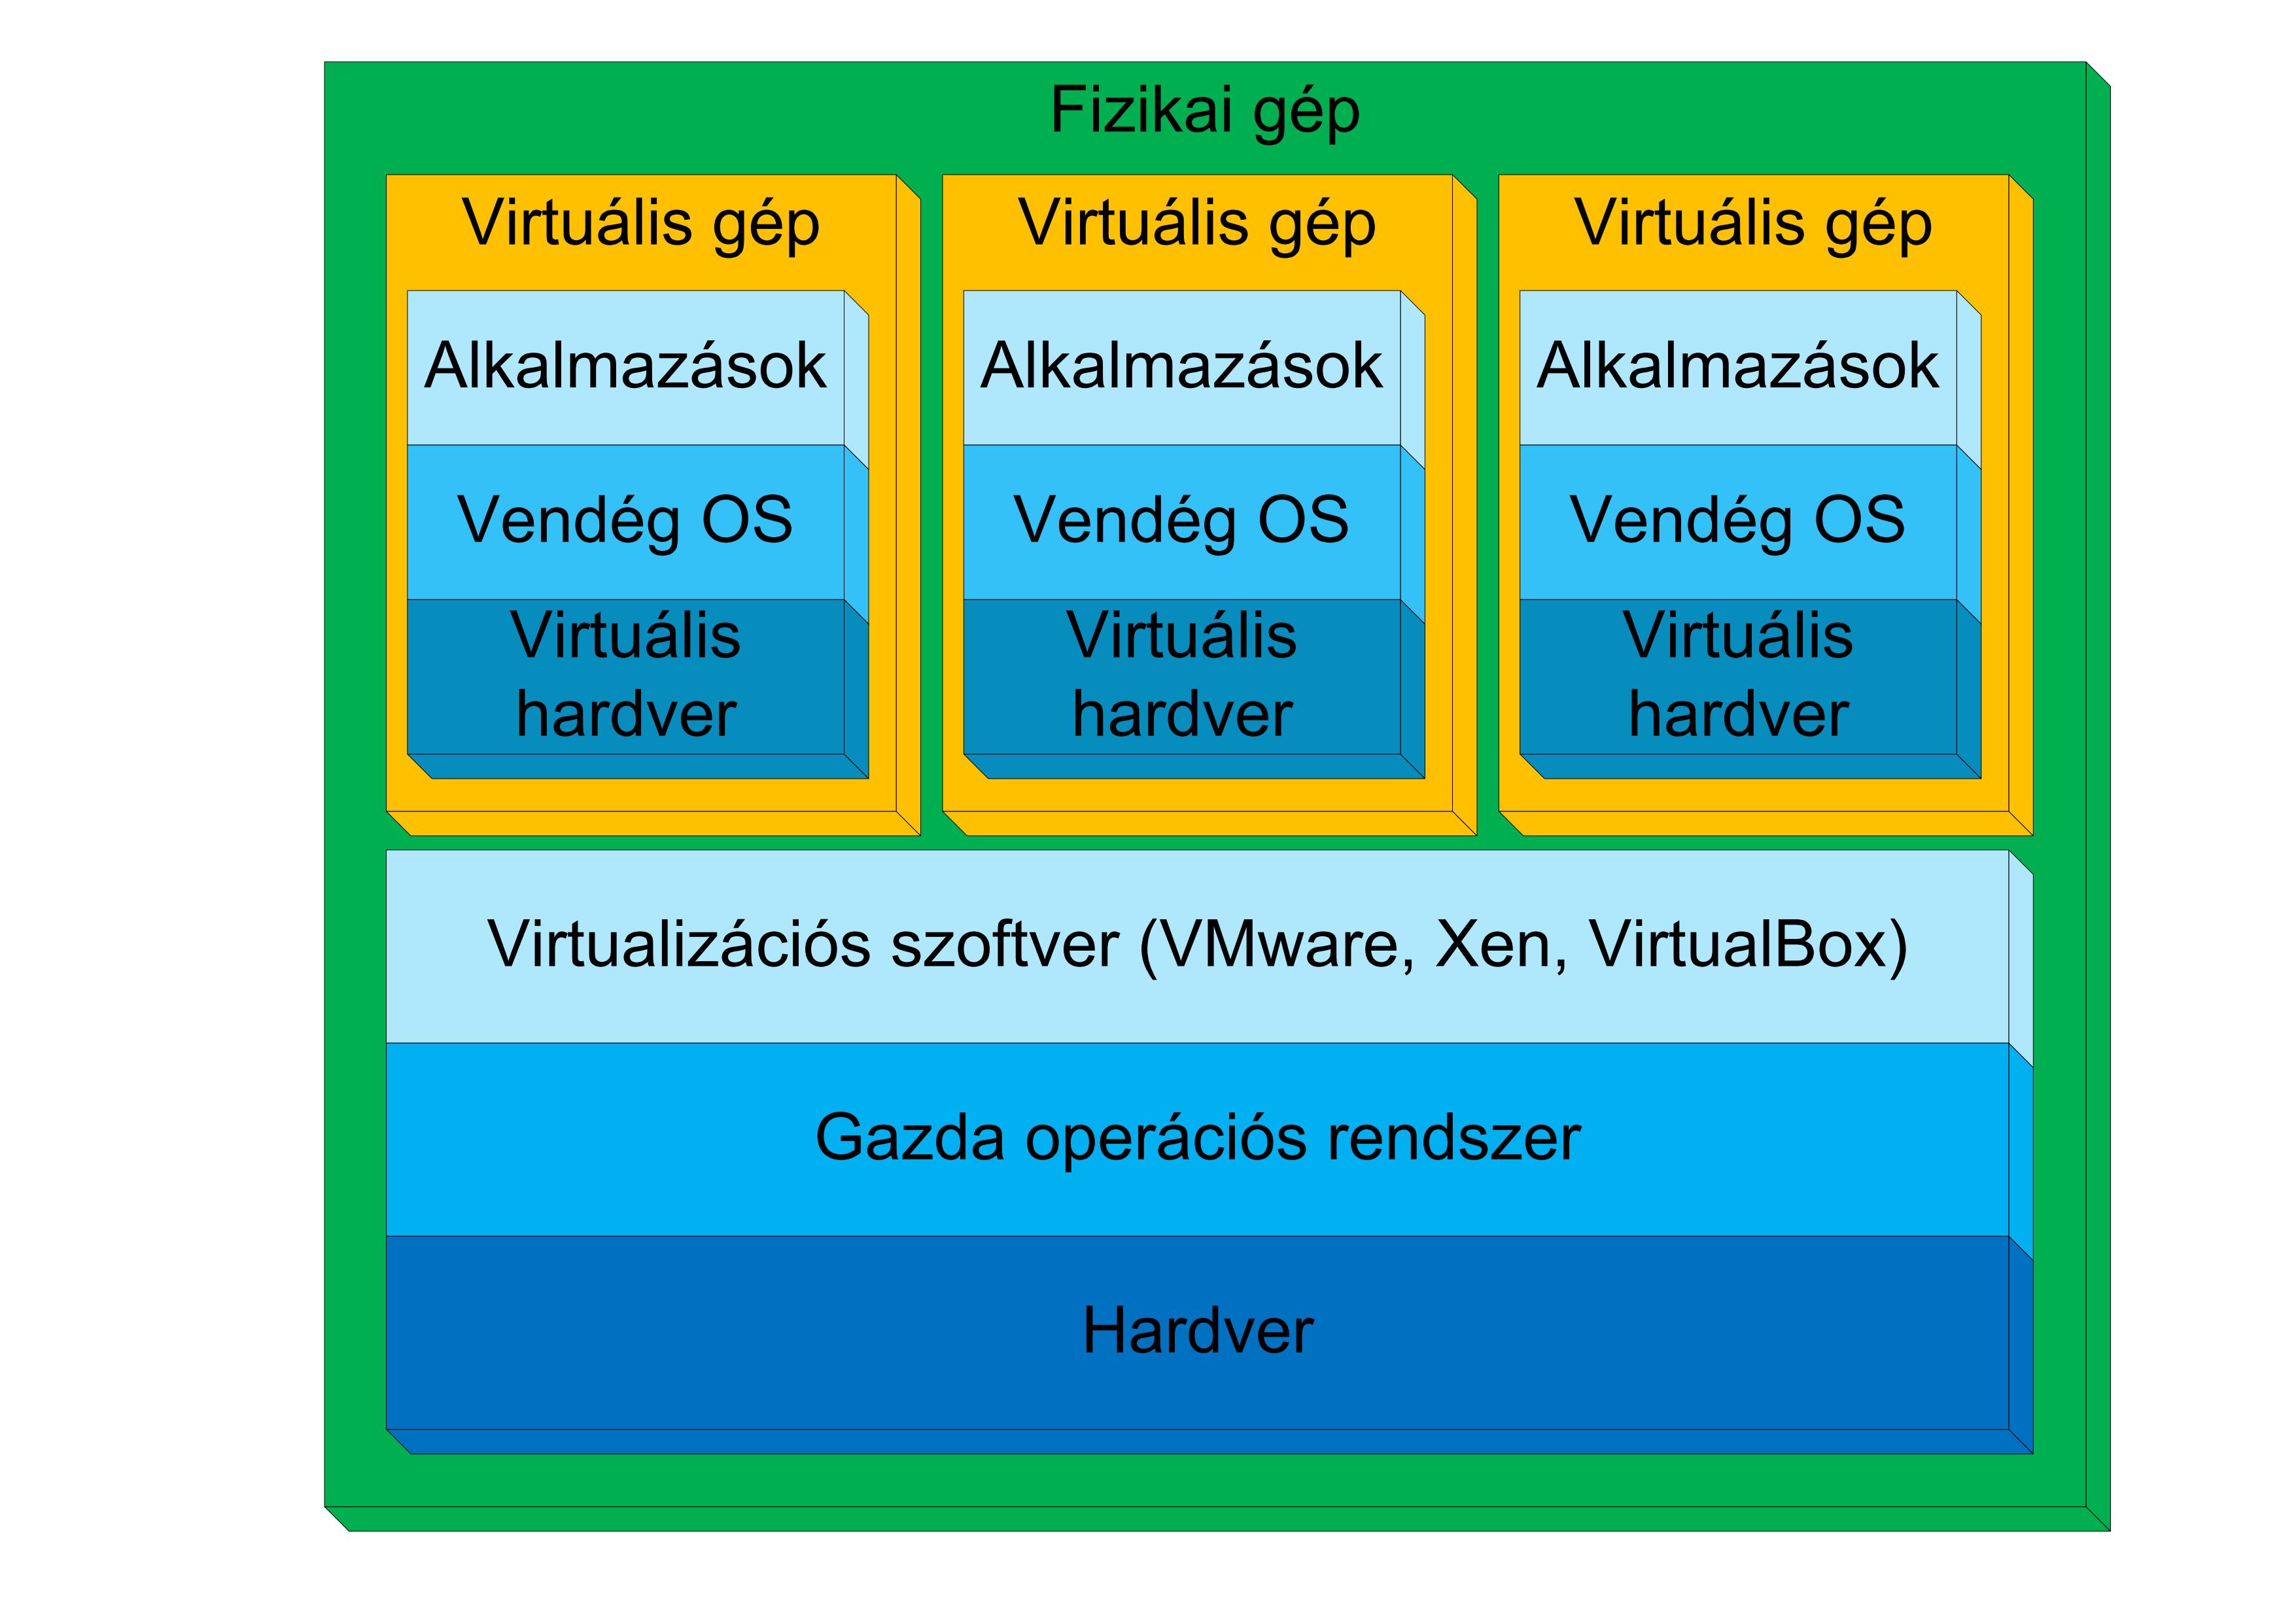 Fizikai gép
Virtuális gép
Alkalmazások
Vendég OS
Virtuális
hardver
Virtuális gép
Alkalmazások
Vendég OS
Virtuális
hardver
Virtuális gép
Alkalmazások
Vendég OS
Virtuális
hardver
Virtualizációs szoftver (VMware, Xen, VirtualBox)
Gazda operációs rendszer
Hardver